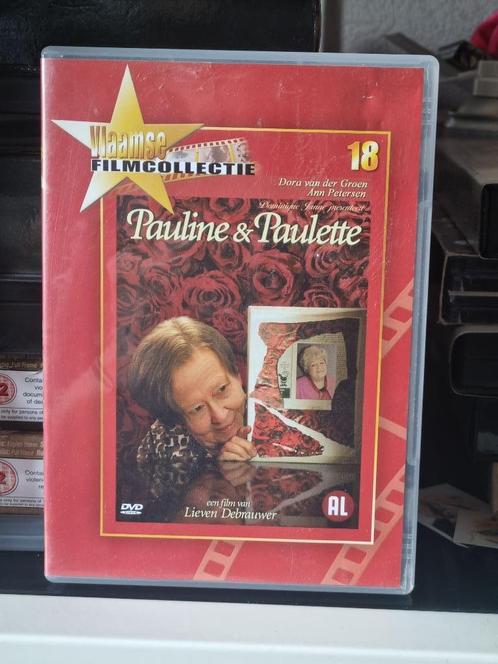 Vlaamse
FILMCOLLECTIE
18
Dora van der Groen
Ann Petersen
Dominique Janne presenteert
Pauline & Paulette
een film van
Lieven Debrauwer
DVD
AL